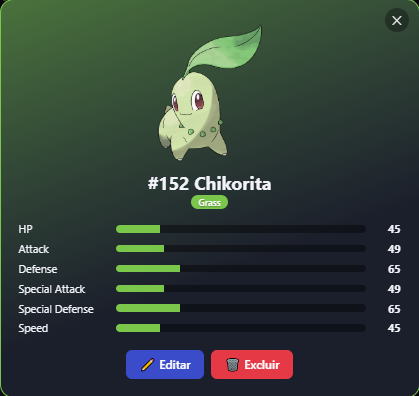 #152 Chikorita
Grass
HP 45
Attack 49
Defense 65
Special Attack 49
Special Defense 65
Speed 45
Editar Excluir